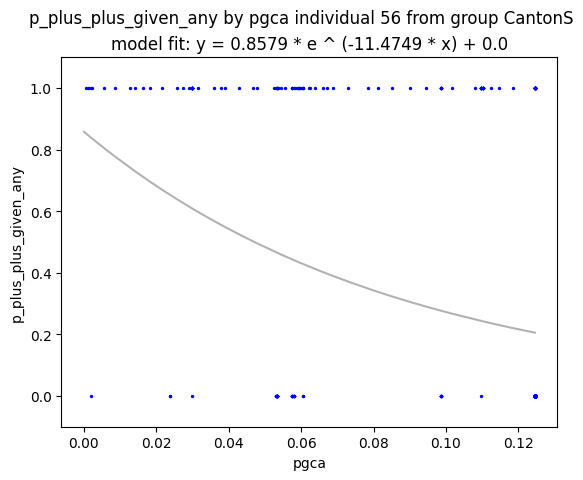 p_plus_plus_given_any by pgca individual 56 from group CantonS
model fit: y = 0.8579 * e ^ (-11.4749 * x) + 0.0
1.0
0.8
0.6
0.4
0.2
0.0
p_plus_plus_given_any
0.00 0.02 0.04 0.06 0.08 0.10 0.12
pgca